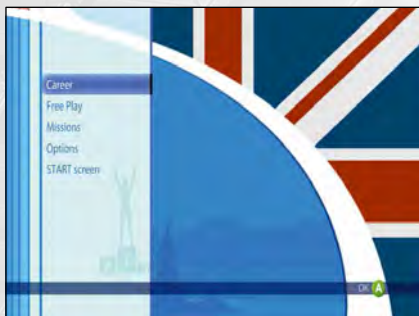 Career
Free Play
Missions
Options
START screen
OK A